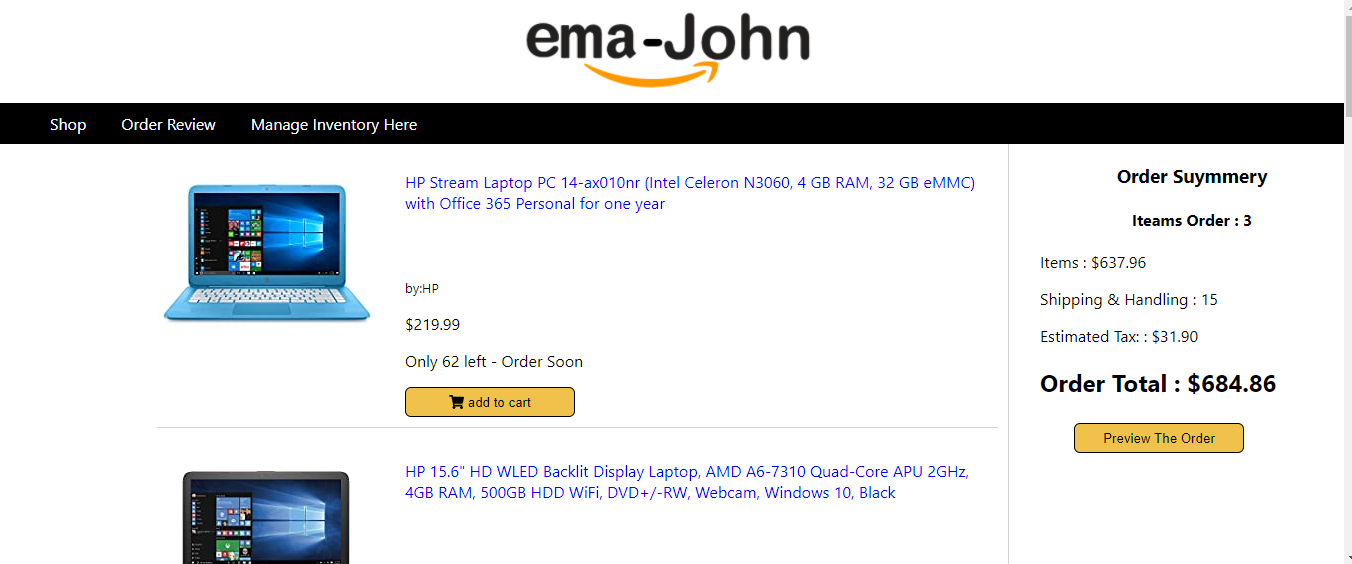 ema-John
Shop
Order Review
Manage Inventory Here
HP Stream Laptop PC 14-ax010nr (Intel Celeron N3060, 4 GB RAM, 32 GB eMMC)
with Office 365 Personal for one year
by:HP
$219.99
Only 62 left - Order Soon
add to cart
HP 15.6" HD WLED Backlit Display Laptop, AMD A6-7310 Quad-Core APU 2GHz,
4GB RAM, 500GB HDD WiFi, DVD+/-RW, Webcam, Windows 10, Black
Order Suymmery
Iteams Order : 3
Items : $637.96
Shipping & Handling : 15
Estimated Tax: : $31.90
Order Total : $684.86
Preview The Order